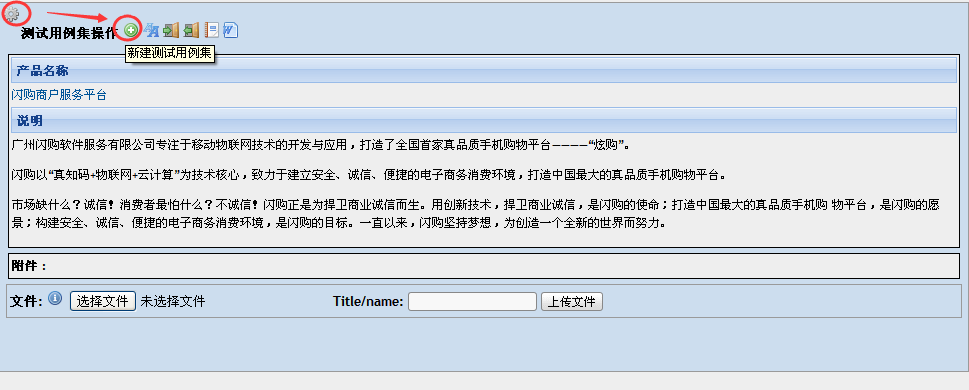 测试用例集操作
新建测试用例集
产品名称
闪购商户服务平台
说明
广州闪购软件服务有限公司专注于移动物联网技术的开发与应用，打造了全国首家真品质手机购物平台————“炫购”。
闪购以“真知码+物联网+云计算”为技术核心，致力于建立安全、诚信、便捷的电子商务消费环境，打造中国最大的真品质手机购物平台。
市场缺什么？诚信！消费者最怕什么？不诚信！闪购正是为捍卫商业诚信而生。用创新技术，捍卫商业诚信，是闪购的使命；打造中国最大的真品质手机购 物平台，是闪购的愿
景；构建安全、诚信、便捷的电子商务消费环境，是闪购的目标。一直以来，闪购坚持梦想，为创造一个全新的世界而努力。
附件：
文件: 选择文件 未选择文件 Title/name: 上传文件